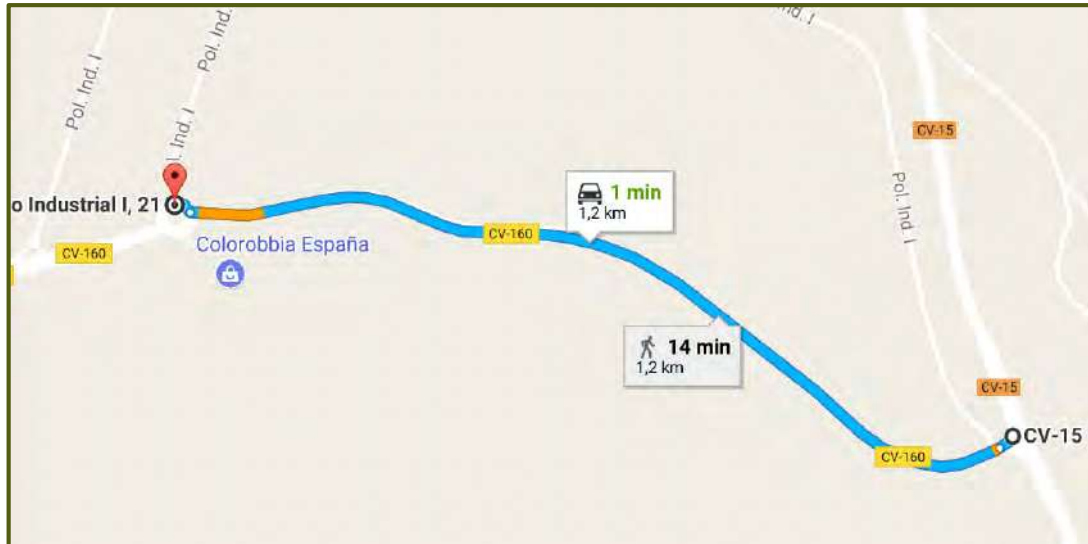 Pol. Ind. I
Pol. Ind. I
Ind. I
l. Ind. I
CV-15
1 min
1,2 km
o Industrial I, 21
Pol. Ind. I
CV-160
Colorobbia España
CV-160
14 min
1,2 km
CV-15
CV-15
CV-160